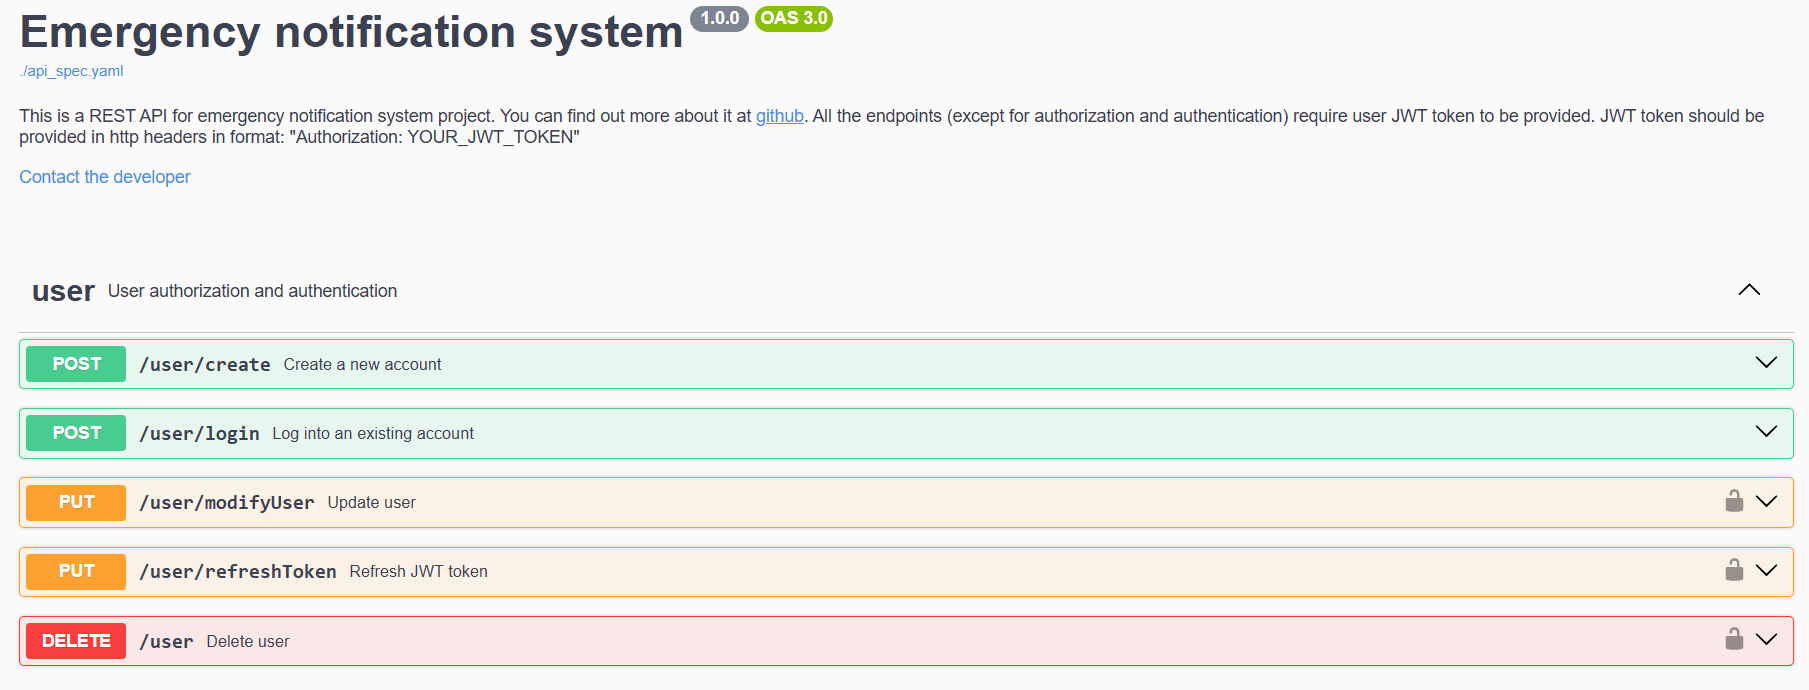 Emergency notification system 1.0.0 OAS 3.0
./api_spec.yaml
This is a REST API for emergency notification system project. You can find out more about it at github. All the endpoints (except for authorization and authentication) require user JWT token to be provided. JWT token should be
provided in http headers in format: "Authorization: YOUR_JWT_TOKEN"
Contact the developer
user User authorization and authentication
POST /user/create Create a new account
POST /user/login Log into an existing account
PUT /user/modifyUser Update user
PUT /user/refreshToken Refresh JWT token
DELETE /user Delete user